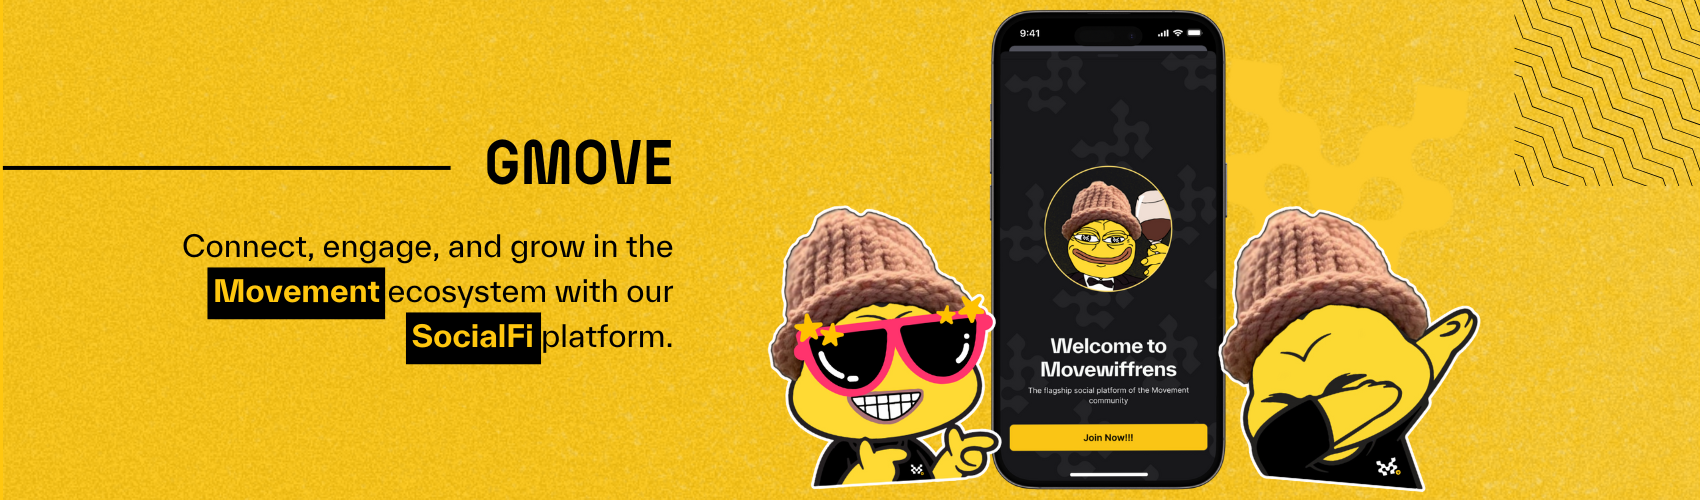 GMOVE
Connect, engage, and grow in the
Movement ecosystem with our
SocialFi platform.
9:41
Welcome to
Movewiffrens
The flagship social platform of the Movement
community
Join Now!!!